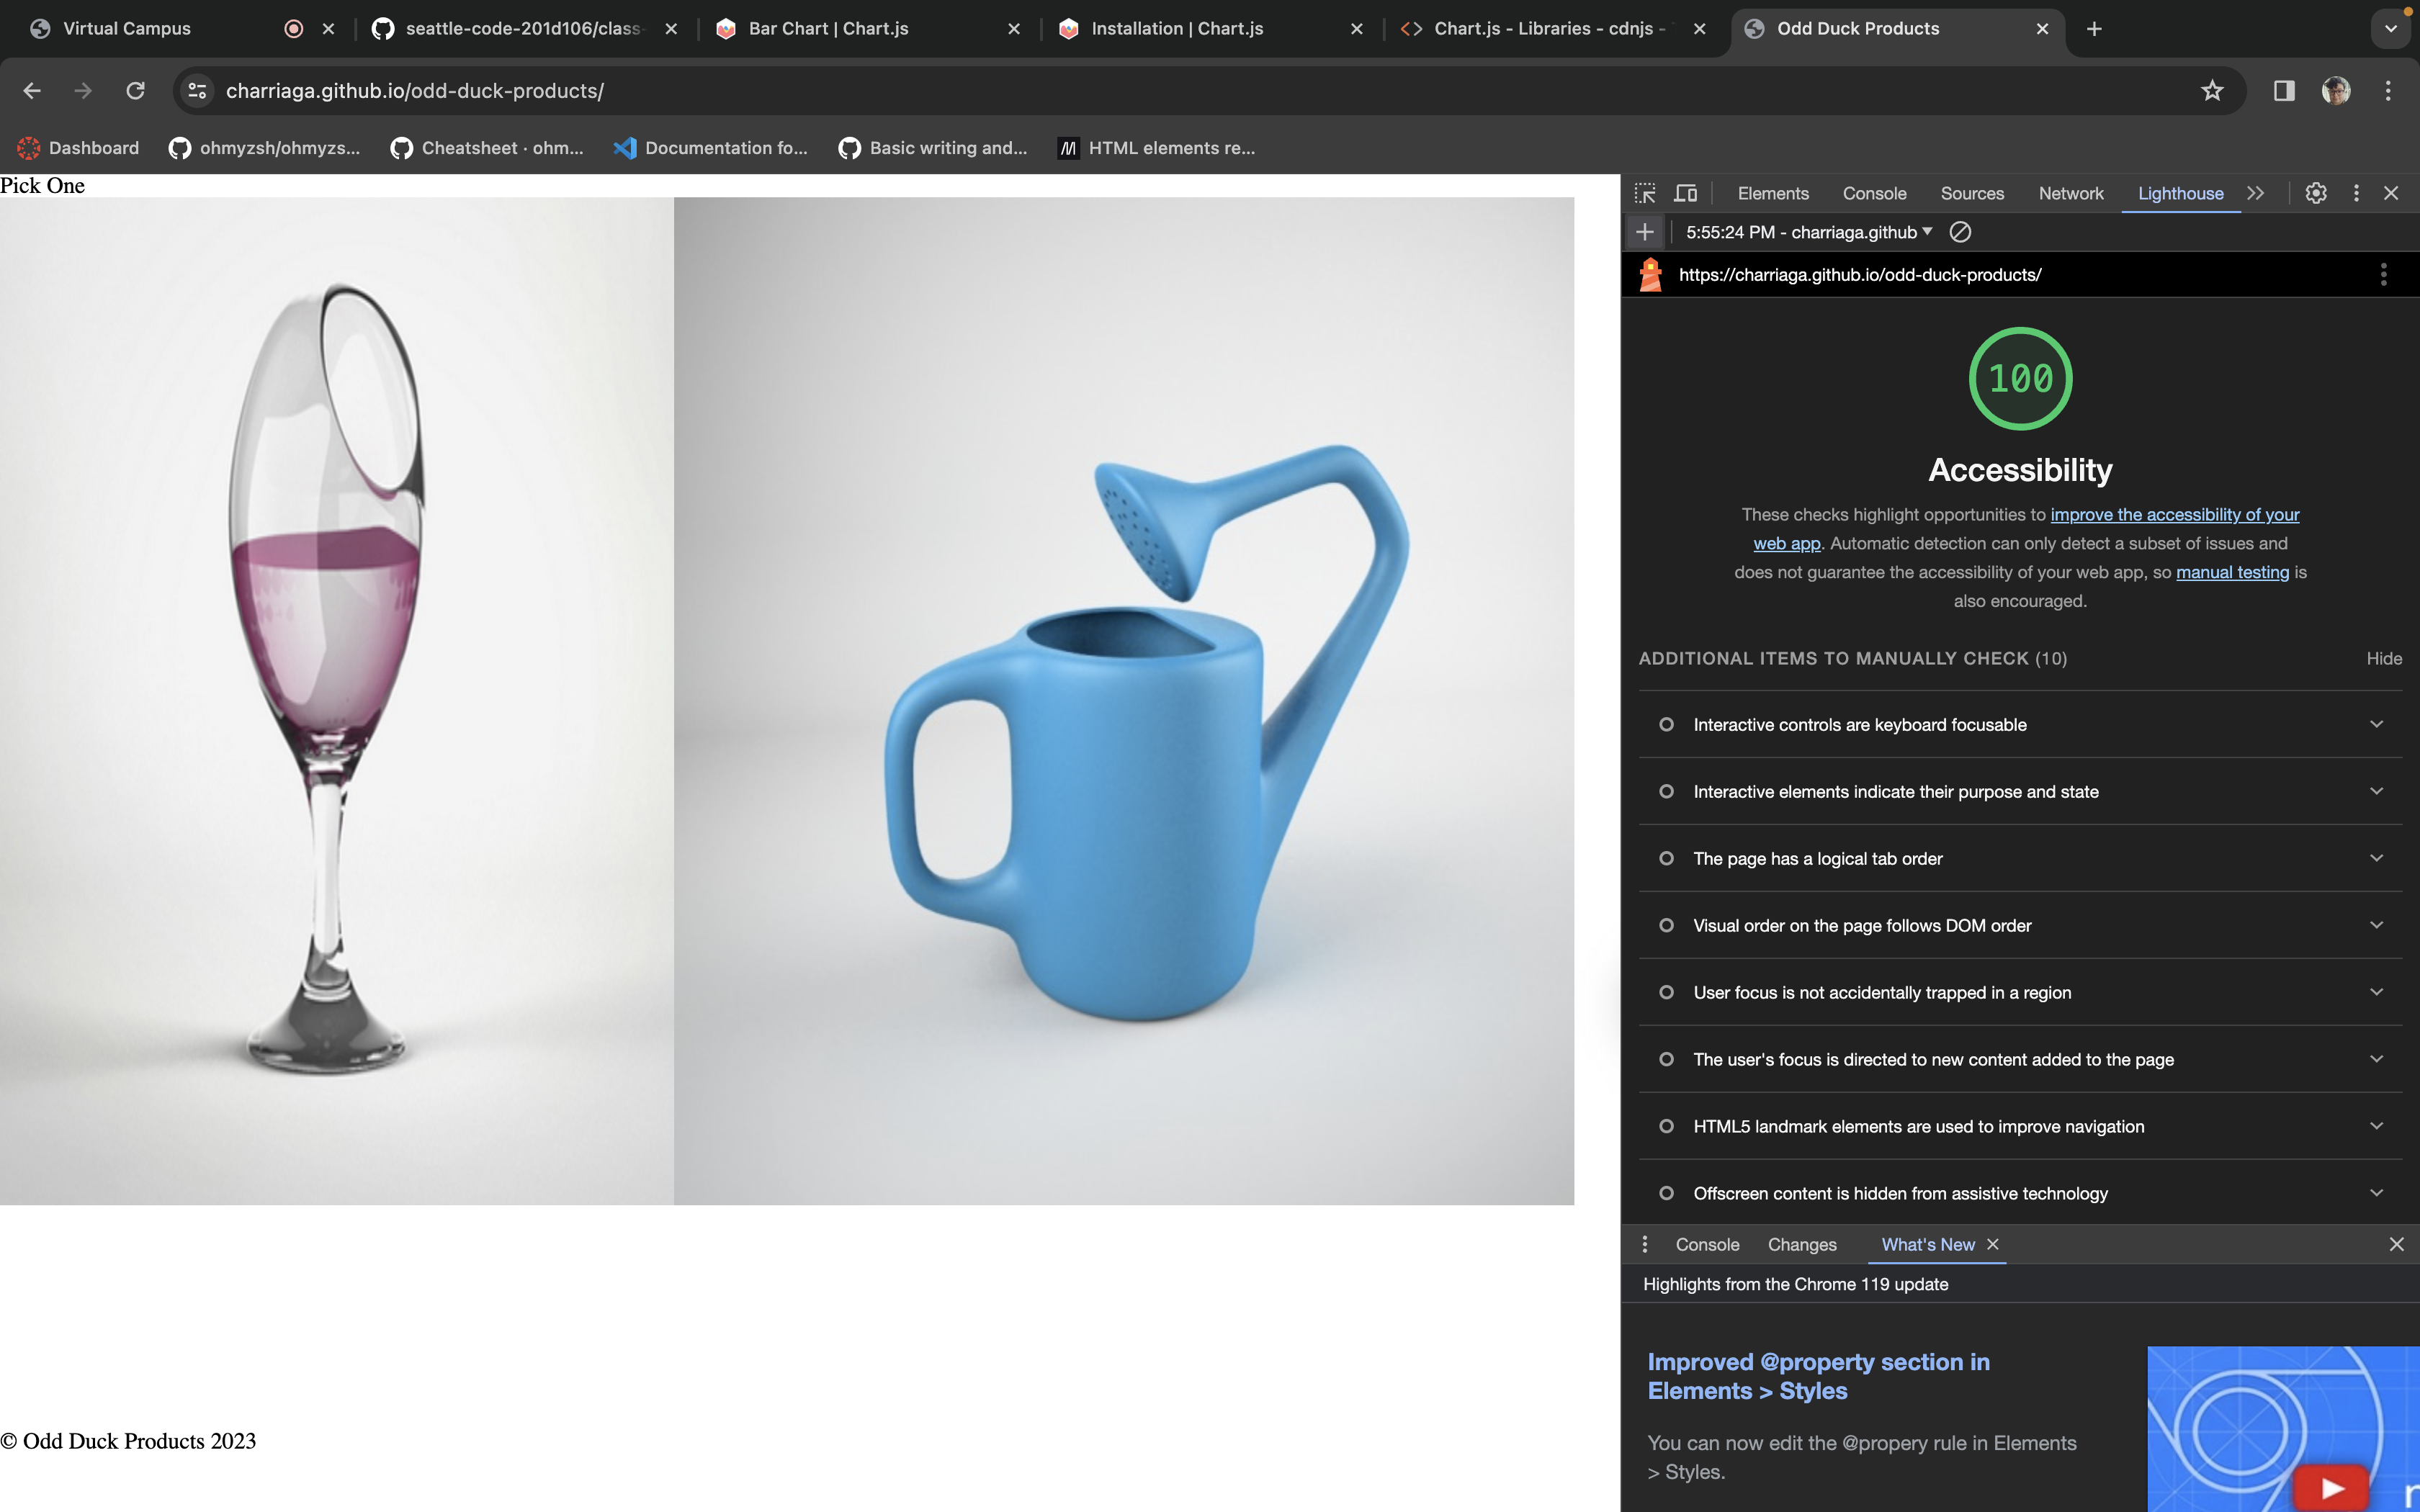 Virtual Campus
seattle-code-201d106/class-
Bar Chart | Chart.js
Installation | Chart.js
Chart.js - Libraries - cdnjs -
Odd Duck Products
charriaga.github.io/odd-duck-products/
Dashboard
ohmyzsh/ohmyzs...
Cheatsheet · ohm...
Documentation fo...
Basic writing and...
HTML elements re...
Pick One
© Odd Duck Products 2023
Elements
Console
Sources
Network
Lighthouse
5:55:24 PM - charriaga.github
https://charriaga.github.io/odd-duck-products/
100
Accessibility
These checks highlight opportunities to improve the accessibility of your
web app. Automatic detection can only detect a subset of issues and
does not guarantee the accessibility of your web app, so manual testing is
also encouraged.
ADDITIONAL ITEMS TO MANUALLY CHECK (10)
Hide
Interactive controls are keyboard focusable
Interactive elements indicate their purpose and state
The page has a logical tab order
Visual order on the page follows DOM order
User focus is not accidentally trapped in a region
The user's focus is directed to new content added to the page
HTML5 landmark elements are used to improve navigation
Offscreen content is hidden from assistive technology
Console
Changes
What's New
Highlights from the Chrome 119 update
Improved @property section in
Elements > Styles
You can now edit the @propery rule in Elements
> Styles.